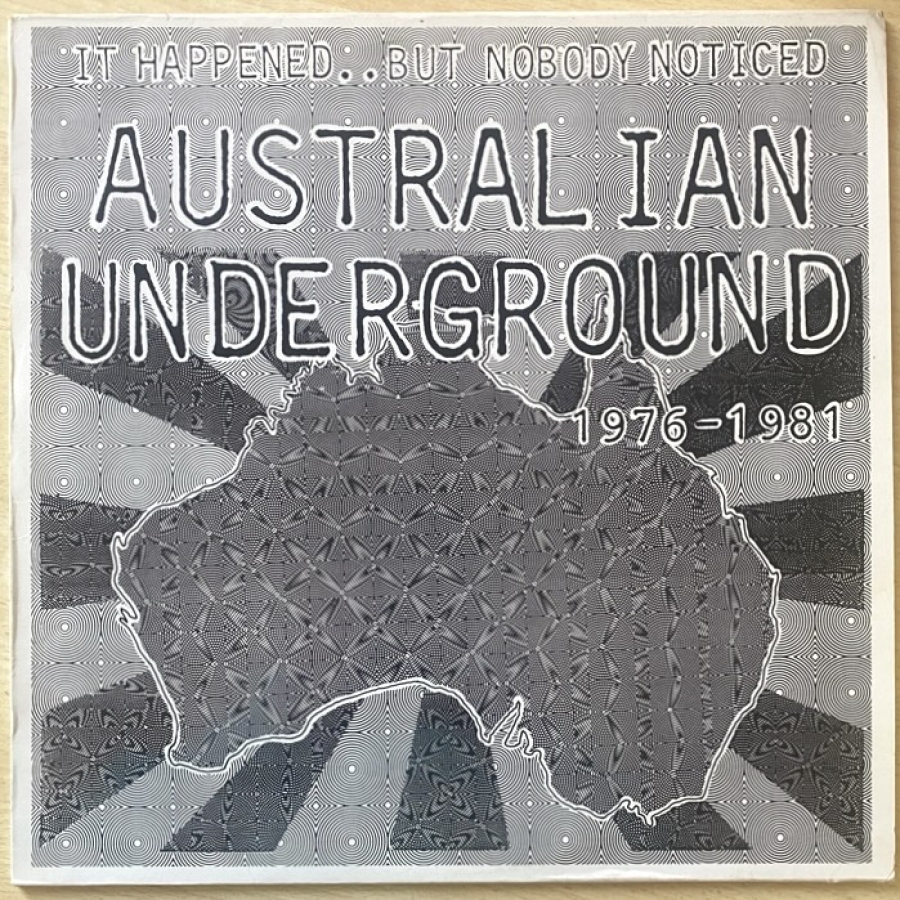 IT HAPPENED..BUT NOBODY NOTICED
AUSTRALIAN
UNDERGROUND
1976-1981